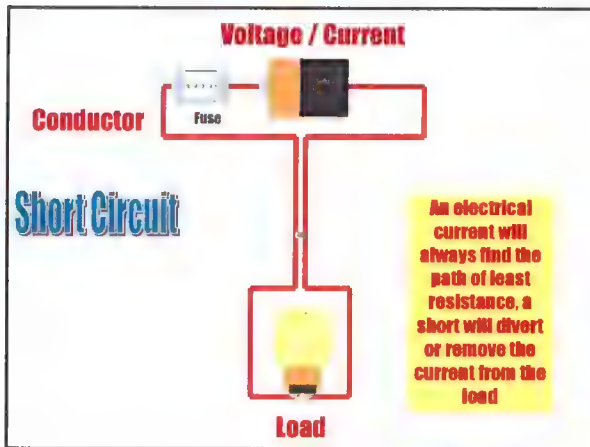 Voltage / Current
Fuse
Conductor
Short Circuit
An electrical
current will
always find the
path of least
resistance, a
short will divert
or remove the
current from the
load
Load